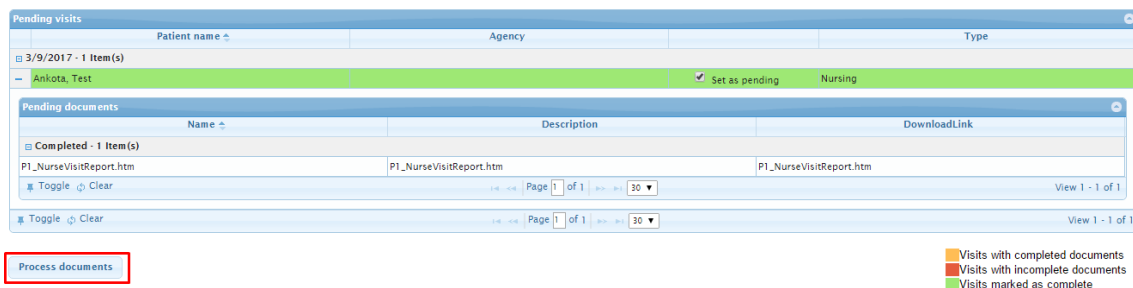 Pending visits
Patient name Agency Type
3/9/2017 - 1 Item(s)
Ankota, Test Set as pending Nursing
Pending documents
Name Description DownloadLink
Completed - 1 Item(s)
P1_NurseVisitReport.htm P1_NurseVisitReport.htm P1_NurseVisitReport.htm
Toggle Clear Page 1 of 1 30 View 1 - 1 of 1
Toggle Clear Page 1 of 1 30 View 1 - 1 of 1
Process documents
Visits with completed documents
Visits with incomplete documents
Visits marked as complete